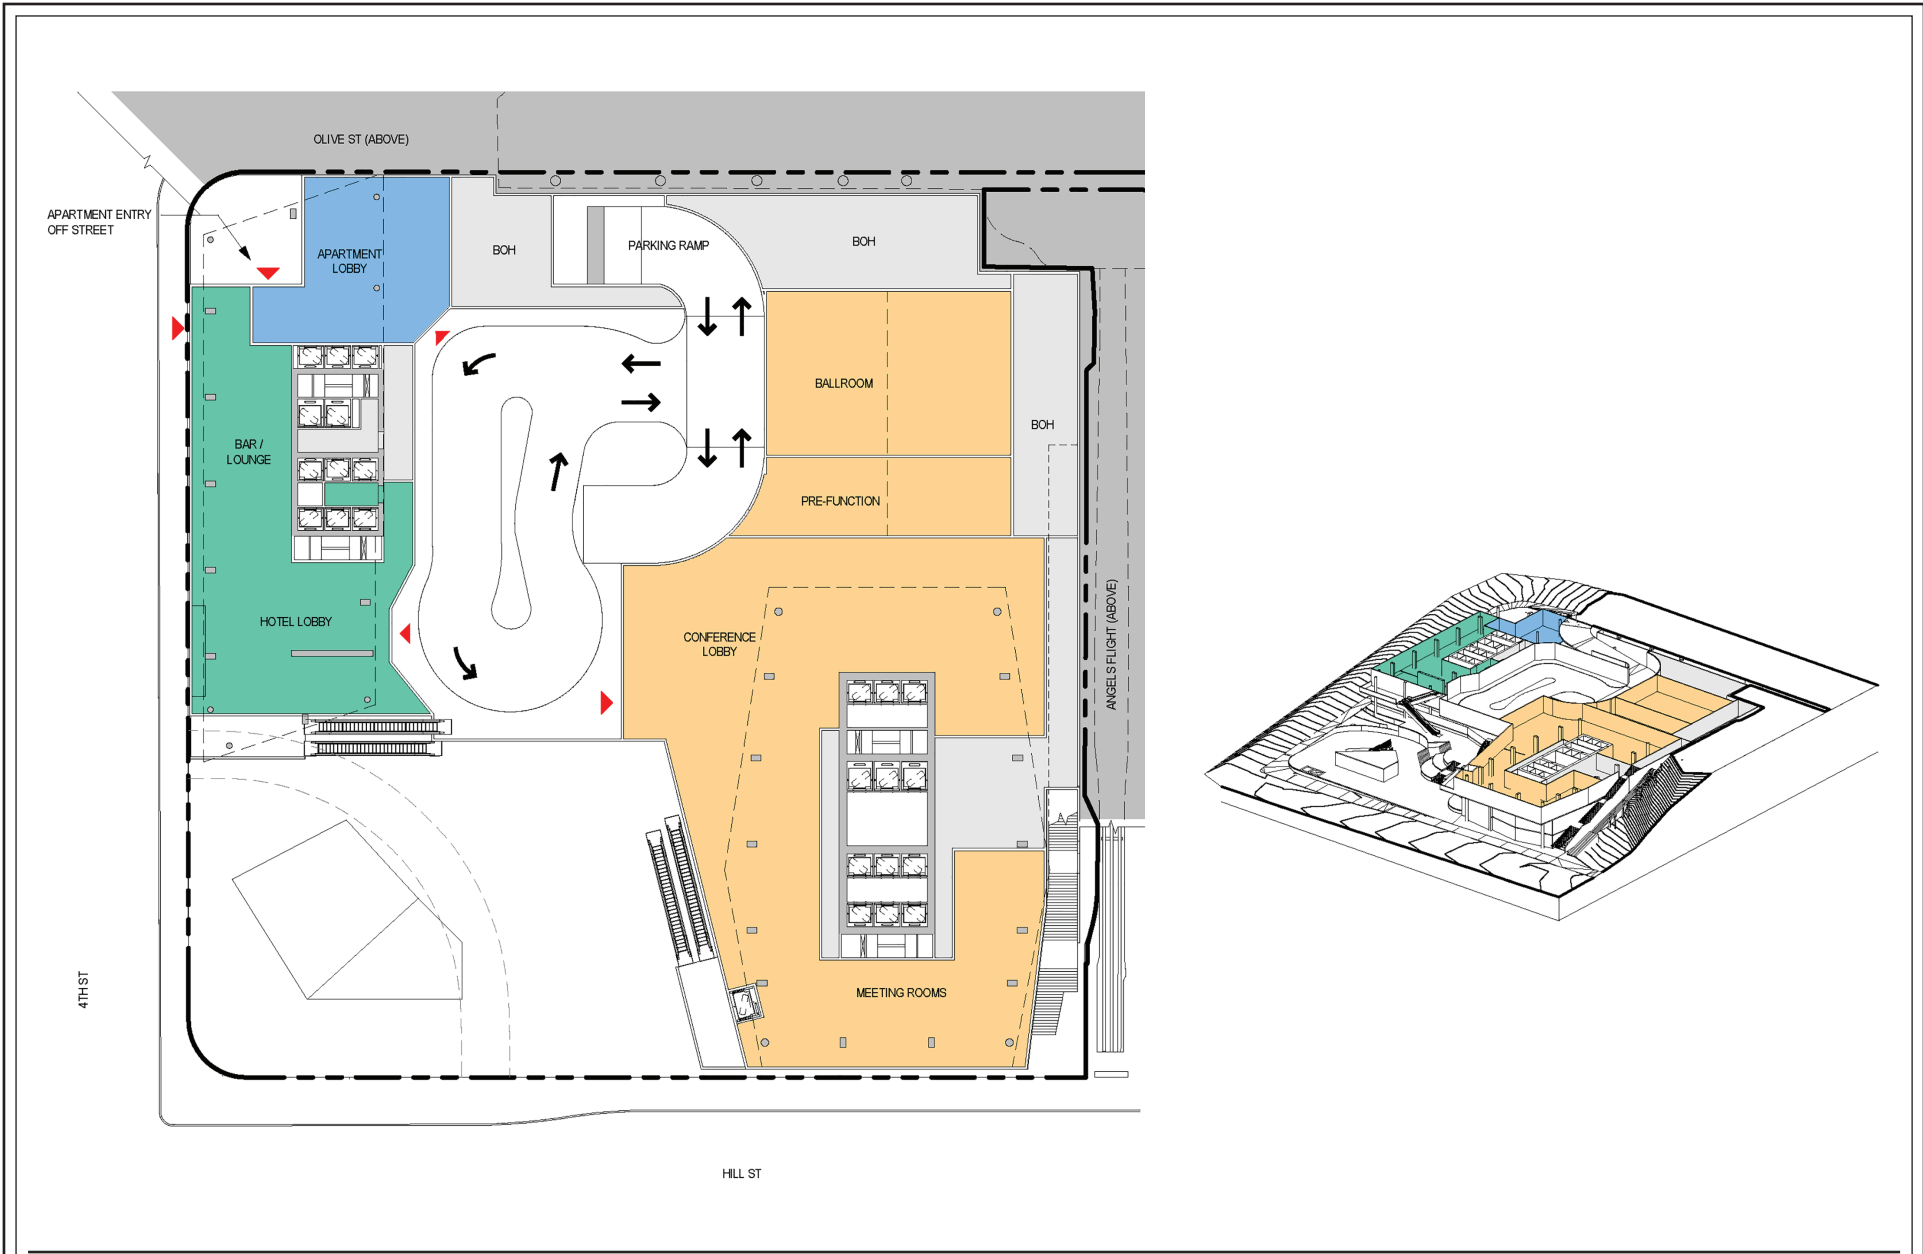 OLIVE ST (ABOVE)
APARTMENT ENTRY
OFF STREET
APARTMENT
LOBBY
BOH
PARKING RAMP
BOH
BALLROOM
BAR /
LOUNGE
BOH
PRE-FUNCTION
HOTEL LOBBY
CONFERENCE
LOBBY
ANGELS FLIGHT (ABOVE)
MEETING ROOMS
4TH ST
HILL ST